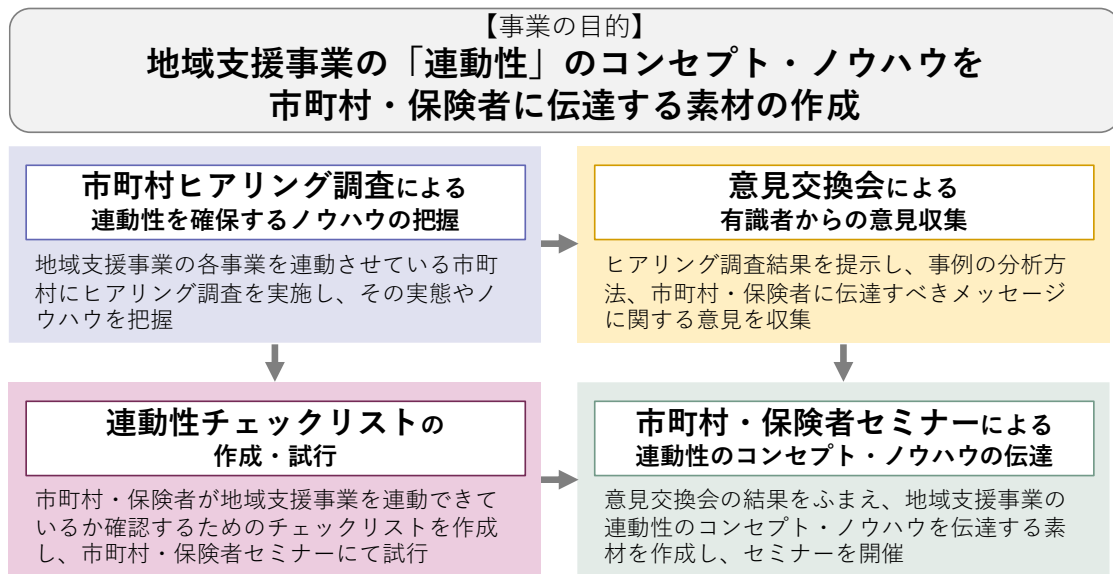 【事業の目的】
地域支援事業の「連動性」のコンセプト・ノウハウを
市町村・保険者に伝達する素材の作成
市町村ヒアリング調査による
連動性を確保するノウハウの把握
地域支援事業の各事業を連動させている市町
村にヒアリング調査を実施し、その実態やノ
ウハウを把握
意見交換会による
有識者からの意見収集
ヒアリング調査結果を提示し、事例の分析方
法、市町村・保険者に伝達すべきメッセージ
に関する意見を収集
連動性チェックリストの
作成・試行
市町村・保険者が地域支援事業を連動できて
いるか確認するためのチェックリストを作成
し、市町村・保険者セミナーにて試行
市町村・保険者セミナーによる
連動性のコンセプト・ノウハウの伝達
意見交換会の結果をふまえ、地域支援事業の
連動性のコンセプト・ノウハウを伝達する素
材を作成し、セミナーを開催